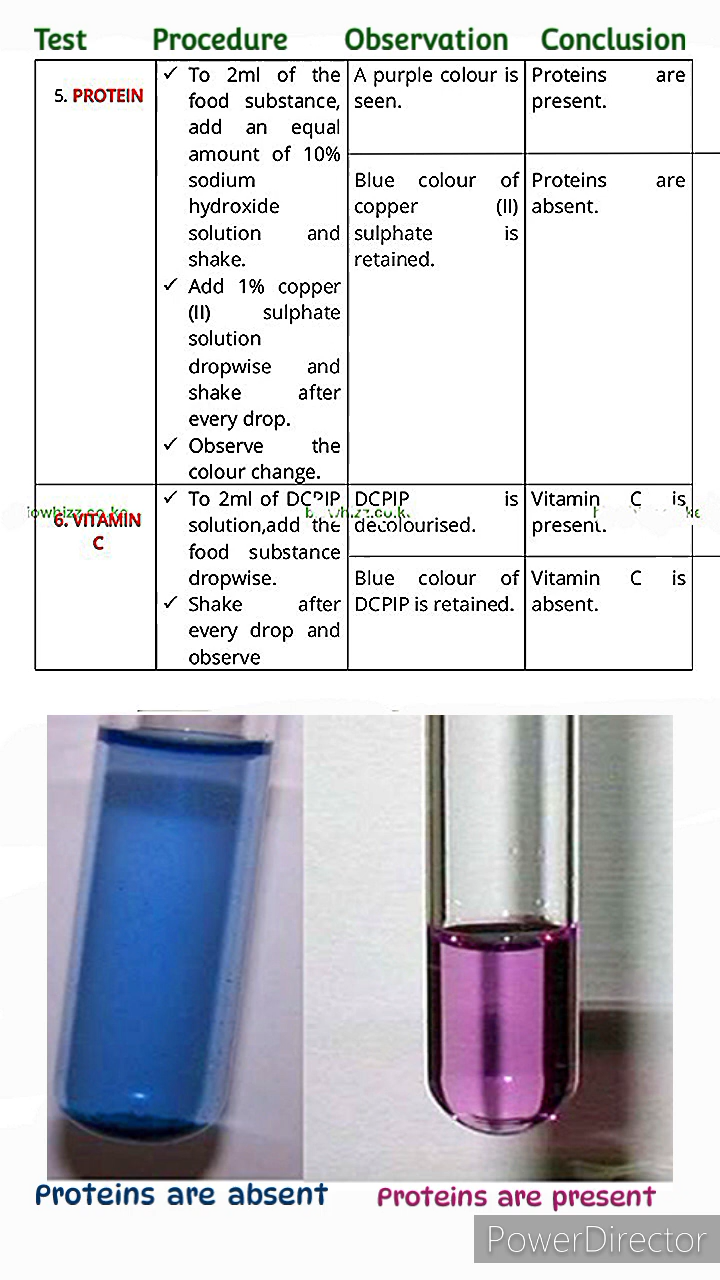 Test Procedure Observation Conclusion
5. PROTEIN
✓ To 2ml of the
food substance,
add an equal
amount of 10%
sodium
hydroxide
solution and
shake.
✓ Add 1% copper
(II) sulphate
solution
dropwise and
shake after
every drop.
✓ Observe the
colour change.
A purple colour is
seen.
Proteins are
present.
Blue colour of
copper (II)
sulphate is
retained.
Proteins are
absent.
6. VITAMIN
C
✓ To 2ml of DCPIP
solution,add the
food substance
dropwise.
✓ Shake after
every drop and
observe
DCPIP is
decolourised.
Vitamin C is
present.
Blue colour of
DCPIP is retained.
Vitamin C is
absent.
Proteins are absent
Proteins are present
PowerDirector